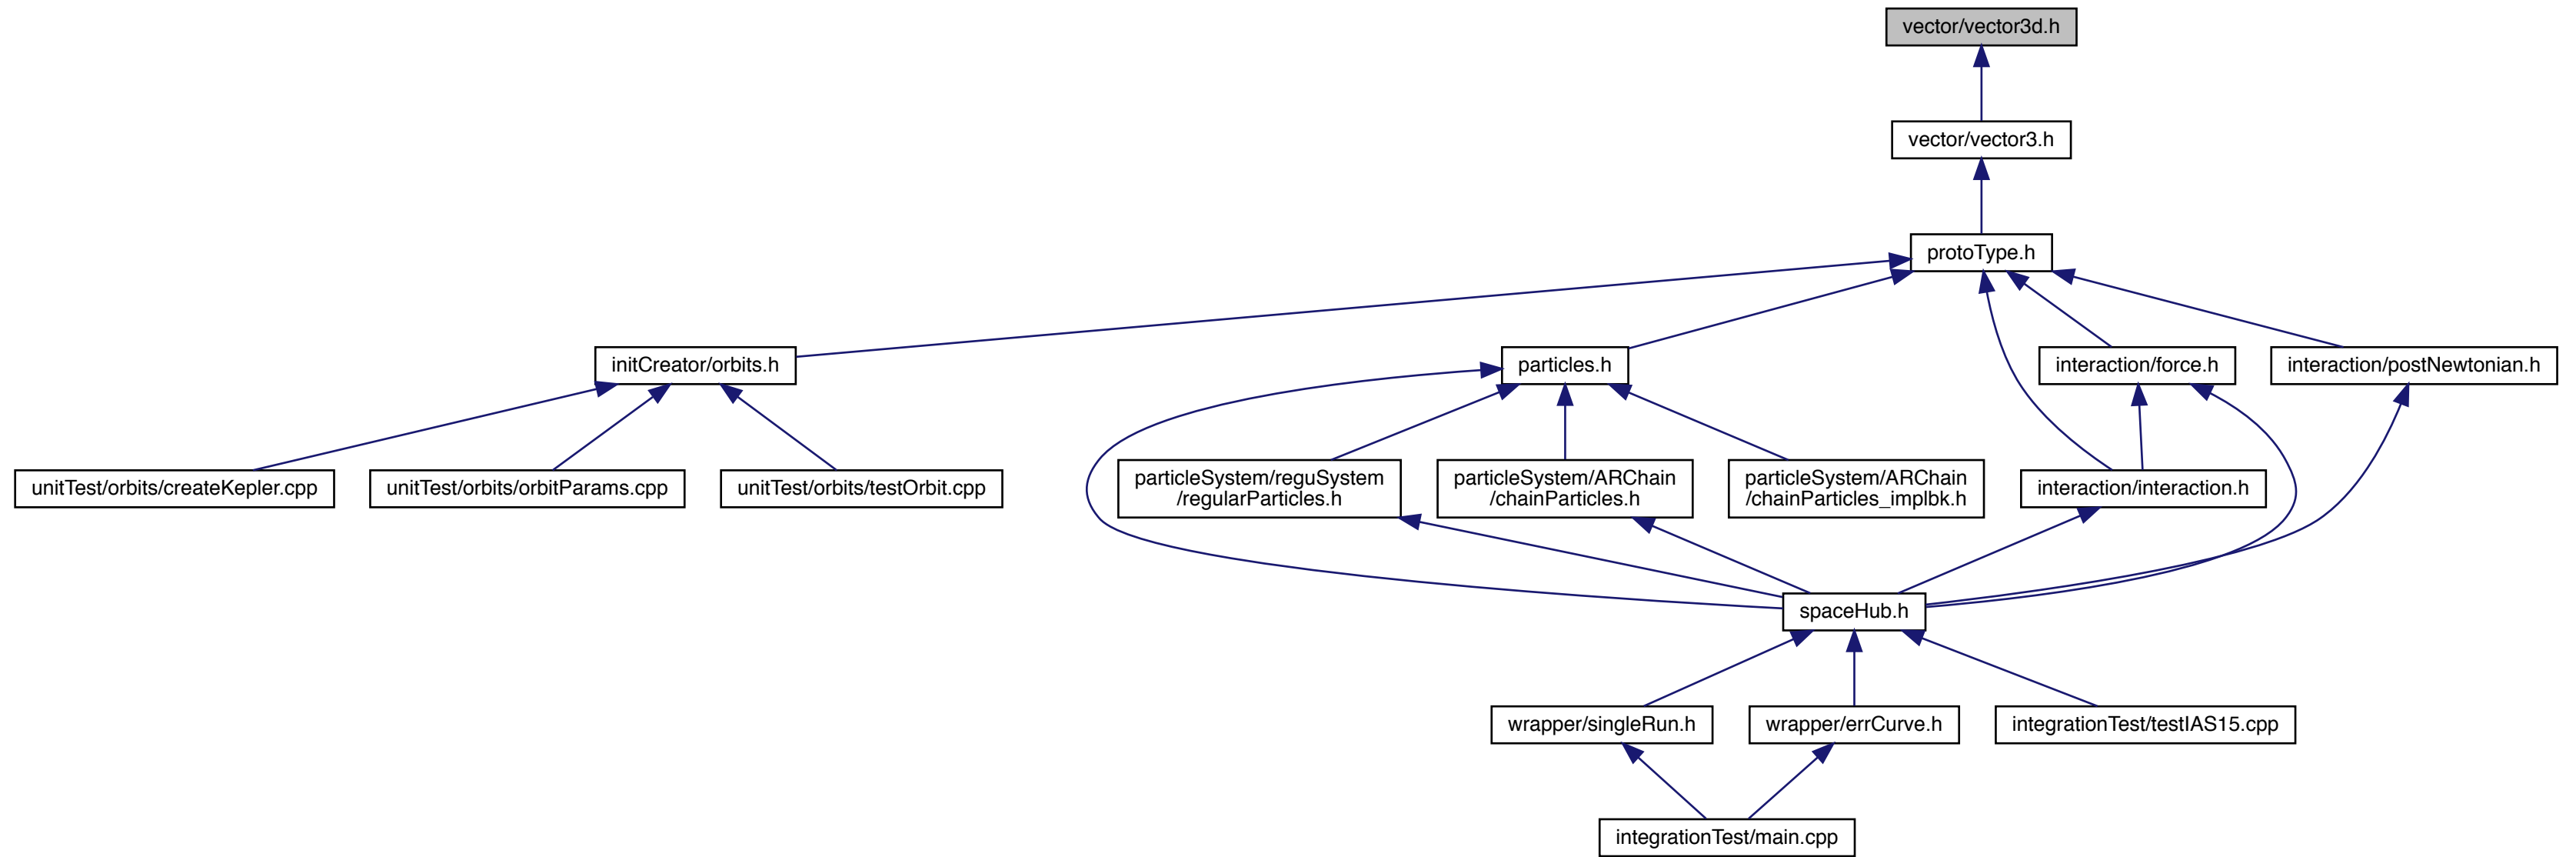 vector/vector3d.h
vector/vector3.h
protoType.h
initCreator/orbits.h
particles.h
interaction/force.h
interaction/postNewtonian.h
unitTest/orbits/createKepler.cpp
unitTest/orbits/orbitParams.cpp
unitTest/orbits/testOrbit.cpp
particleSystem/reguSystem
/regularParticles.h
particleSystem/ARChain
/chainParticles.h
particleSystem/ARChain
/chainParticles_implbk.h
interaction/interaction.h
spaceHub.h
wrapper/singleRun.h
wrapper/errCurve.h
integrationTest/testIAS15.cpp
integrationTest/main.cpp